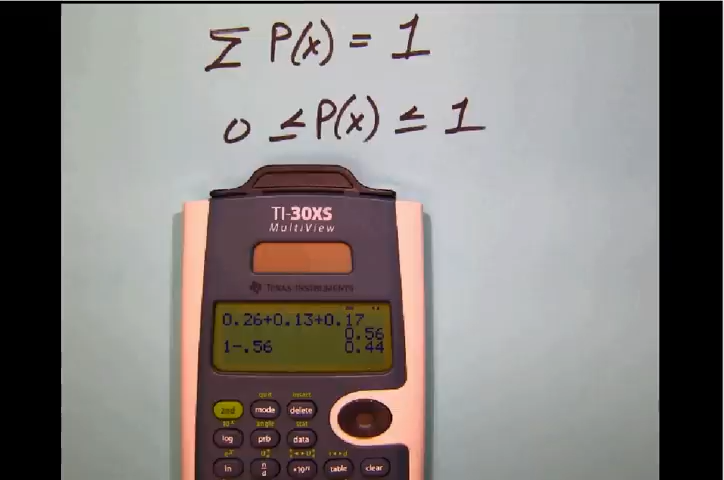 Σ P(x) = 1
0 ≤ P(x) ≤ 1
TI-30XS
MultiView
TEXAS INSTRUMENTS
0.26+0.13+0.17
0.56
1-.56 0.44
quit insert
2nd mode delete
angle stat
log prb data
ln n/d x10ⁿ table clear